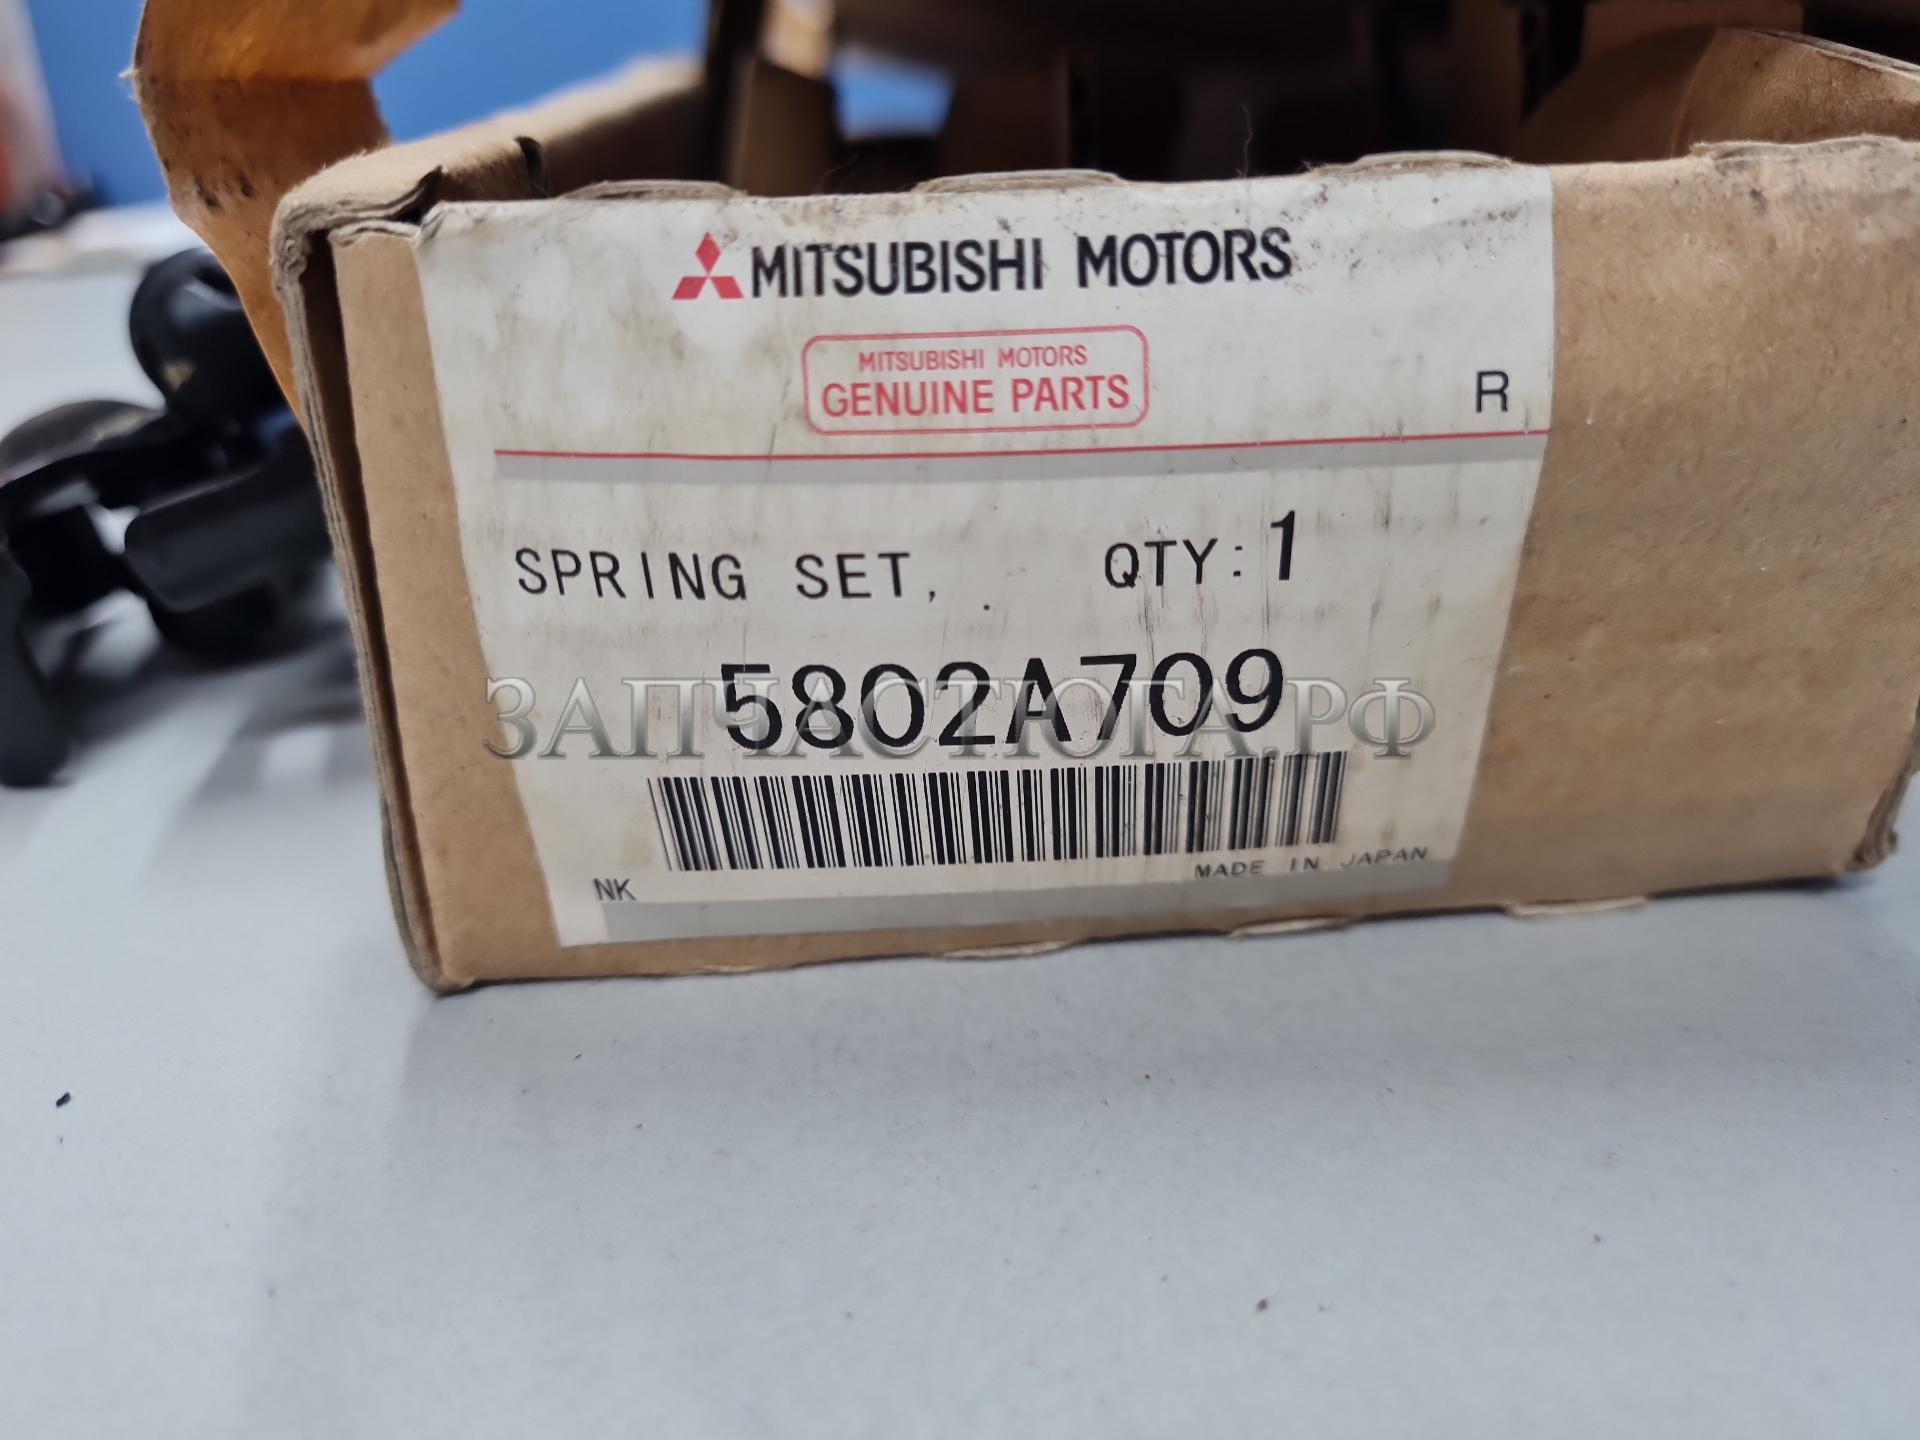 MITSUBISHI MOTORS
MITSUBISHI MOTORS
GENUINE PARTS
R
SPRING SET, . QTY: 1
5802A709
ЗАПЧАСТЮГА.РФ
NK
MADE IN JAPAN